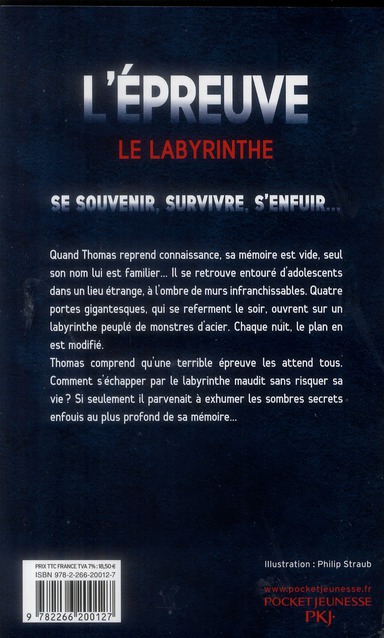 L'ÉPREUVE
LE LABYRINTHE
SE SOUVENIR, SURVIVRE, S'ENFUIR...
Quand Thomas reprend connaissance, sa mémoire est vide, seul
son nom lui est familier... Il se retrouve entouré d'adolescents
dans un lieu étrange, à l'ombre de murs infranchissables. Quatre
portes gigantesques, qui se referment le soir, ouvrent sur un
labyrinthe peuplé de monstres d'acier. Chaque nuit, le plan en
est modifié.
Thomas comprend qu'une terrible épreuve les attend tous.
Comment s'échapper par le labyrinthe maudit sans risquer sa
vie ? Si seulement il parvenait à exhumer les sombres secrets
enfouis au plus profond de sa mémoire...
PRIX TTC FRANCE TVA 7% : 18,50 €
ISBN 978-2-266-20012-7
9 782266 200127
Illustration : Philip Straub
www.pocketjeunesse.fr
POCKET JEUNESSE
PKJ·